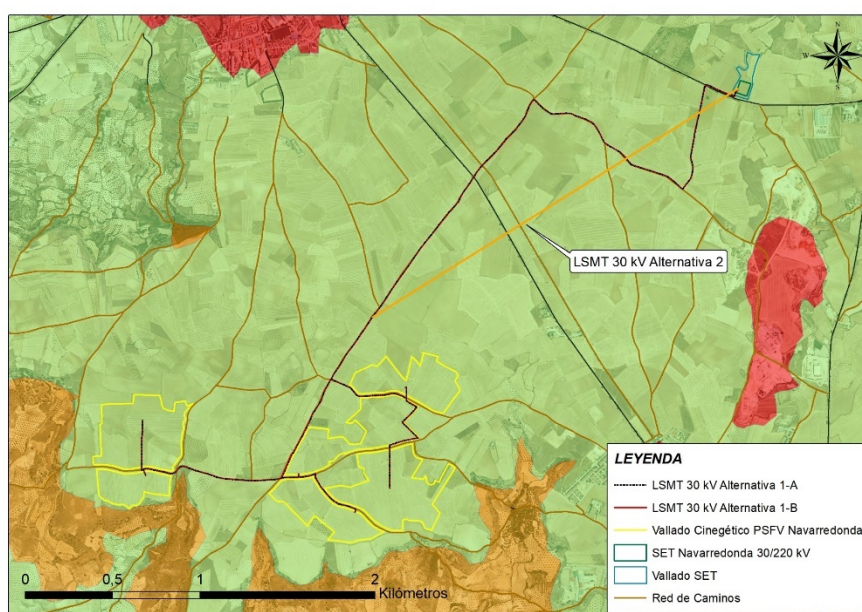 N
W
LSMT 30 kV Alternativa 2
LEYENDA
LSMT 30 kV Alternativa 1-A
LSMT 30 kV Alternativa 1-B
Vallado Cinegético PSFV Navarredonda
SET Navarredonda 30/220 kV
Vallado SET
Red de Caminos
0 0,5 1 2
Kilómetros